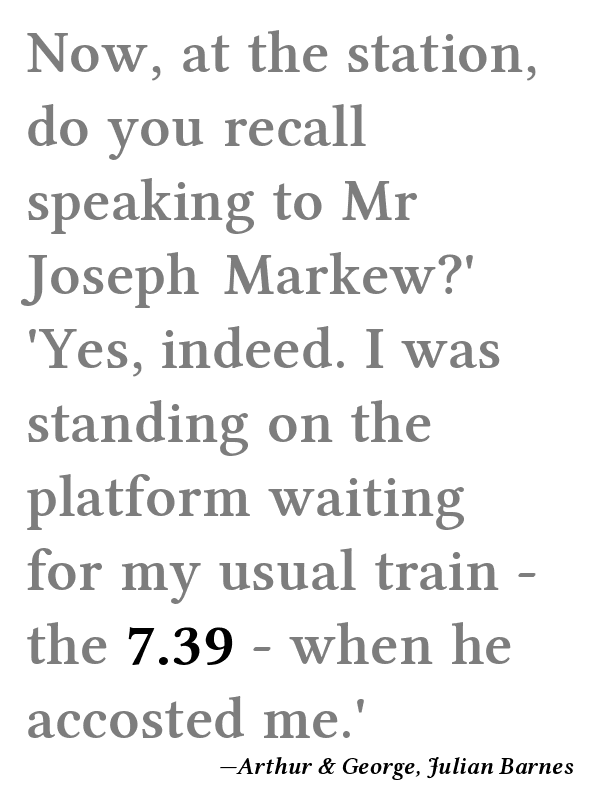 Now, at the station,
do you recall
speaking to Mr
Joseph Markew?'
'Yes, indeed. I was
standing on the
platform waiting
for my usual train -
the 7.39 - when he
accosted me.'
—Arthur & George, Julian Barnes